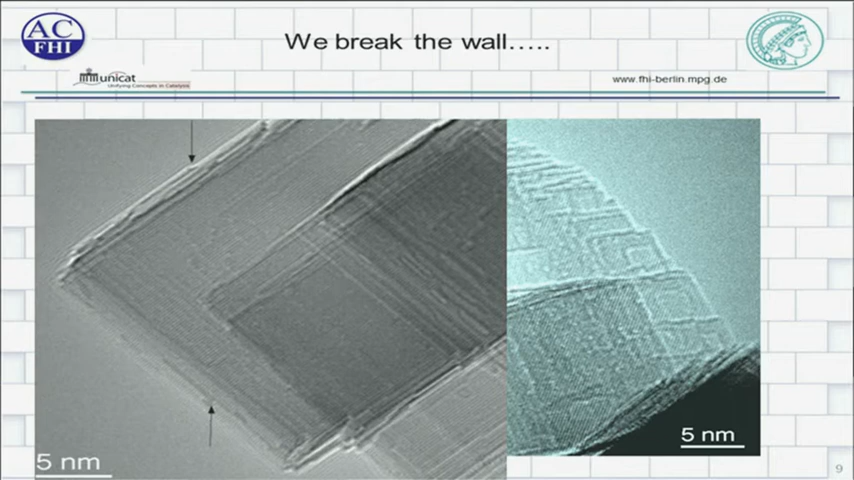 AC
FHI
We break the wall.....
unicat
Unifying Concepts in Catalysis
www.fhi-berlin.mpg.de
5 nm
5 nm
9